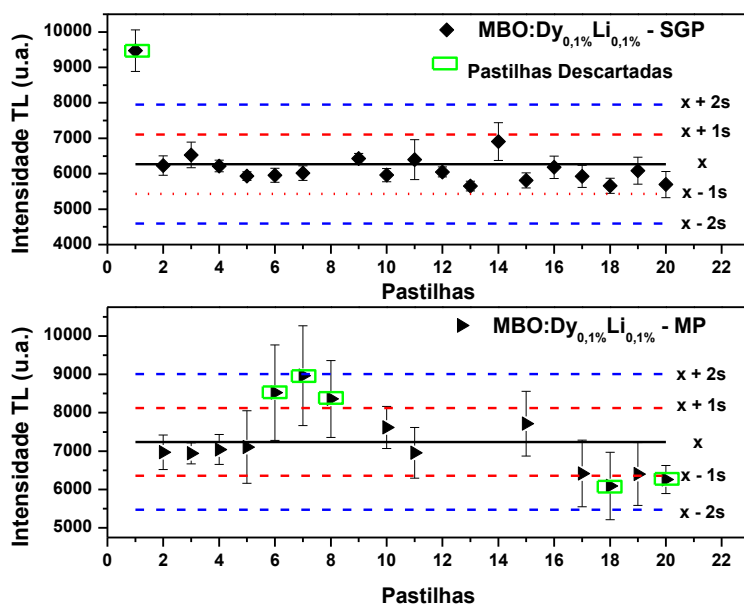 MBO:Dy0,1%Li0,1% - SGP
Pastilhas Descartadas
Intensidade TL (u.a.)
10000
9000
8000
7000
6000
5000
4000
x + 2s
x + 1s
x
x - 1s
x - 2s
0 2 4 6 8 10 12 14 16 18 20 22
Pastilhas
MBO:Dy0,1%Li0,1% - MP
Intensidade TL (u.a.)
10000
9000
8000
7000
6000
5000
x + 2s
x + 1s
x
x - 1s
x - 2s
0 2 4 6 8 10 12 14 16 18 20 22
Pastilhas